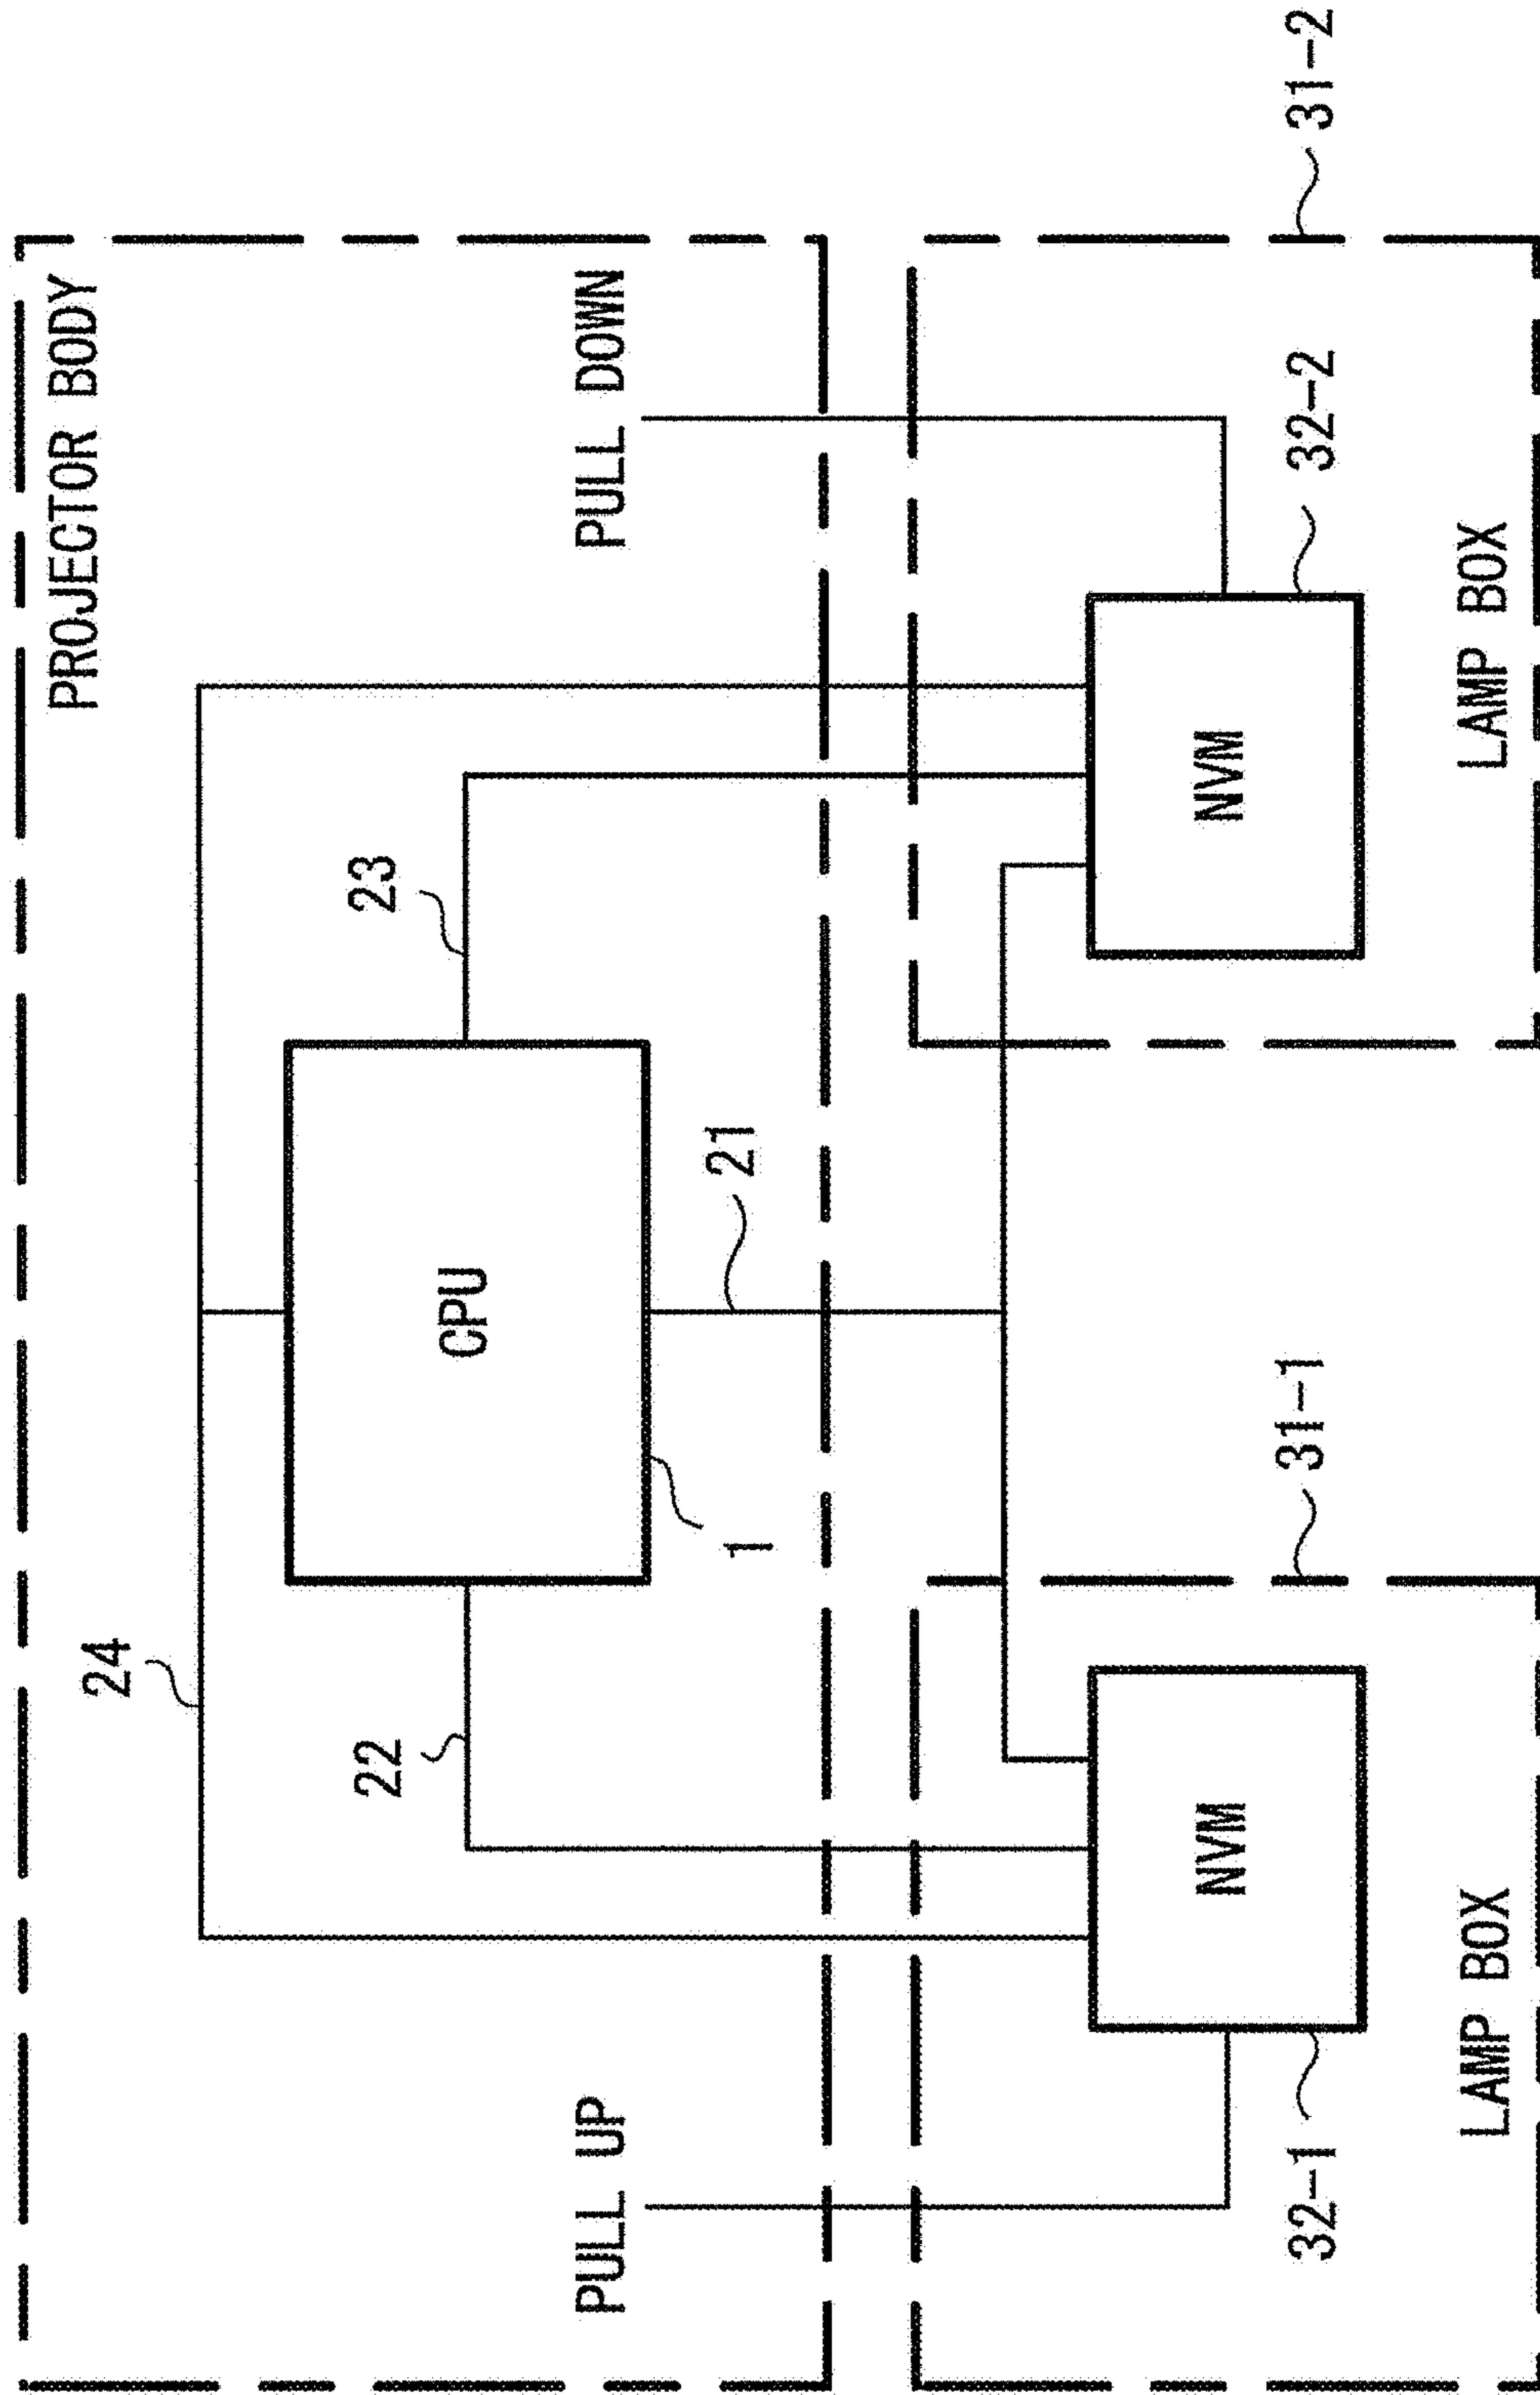 PROJECTOR BODY
24
22
23
CPU
1
21
PULL UP
PULL DOWN
31-1
31-2
NVM
NVM
32-1
32-2
LAMP BOX
LAMP BOX